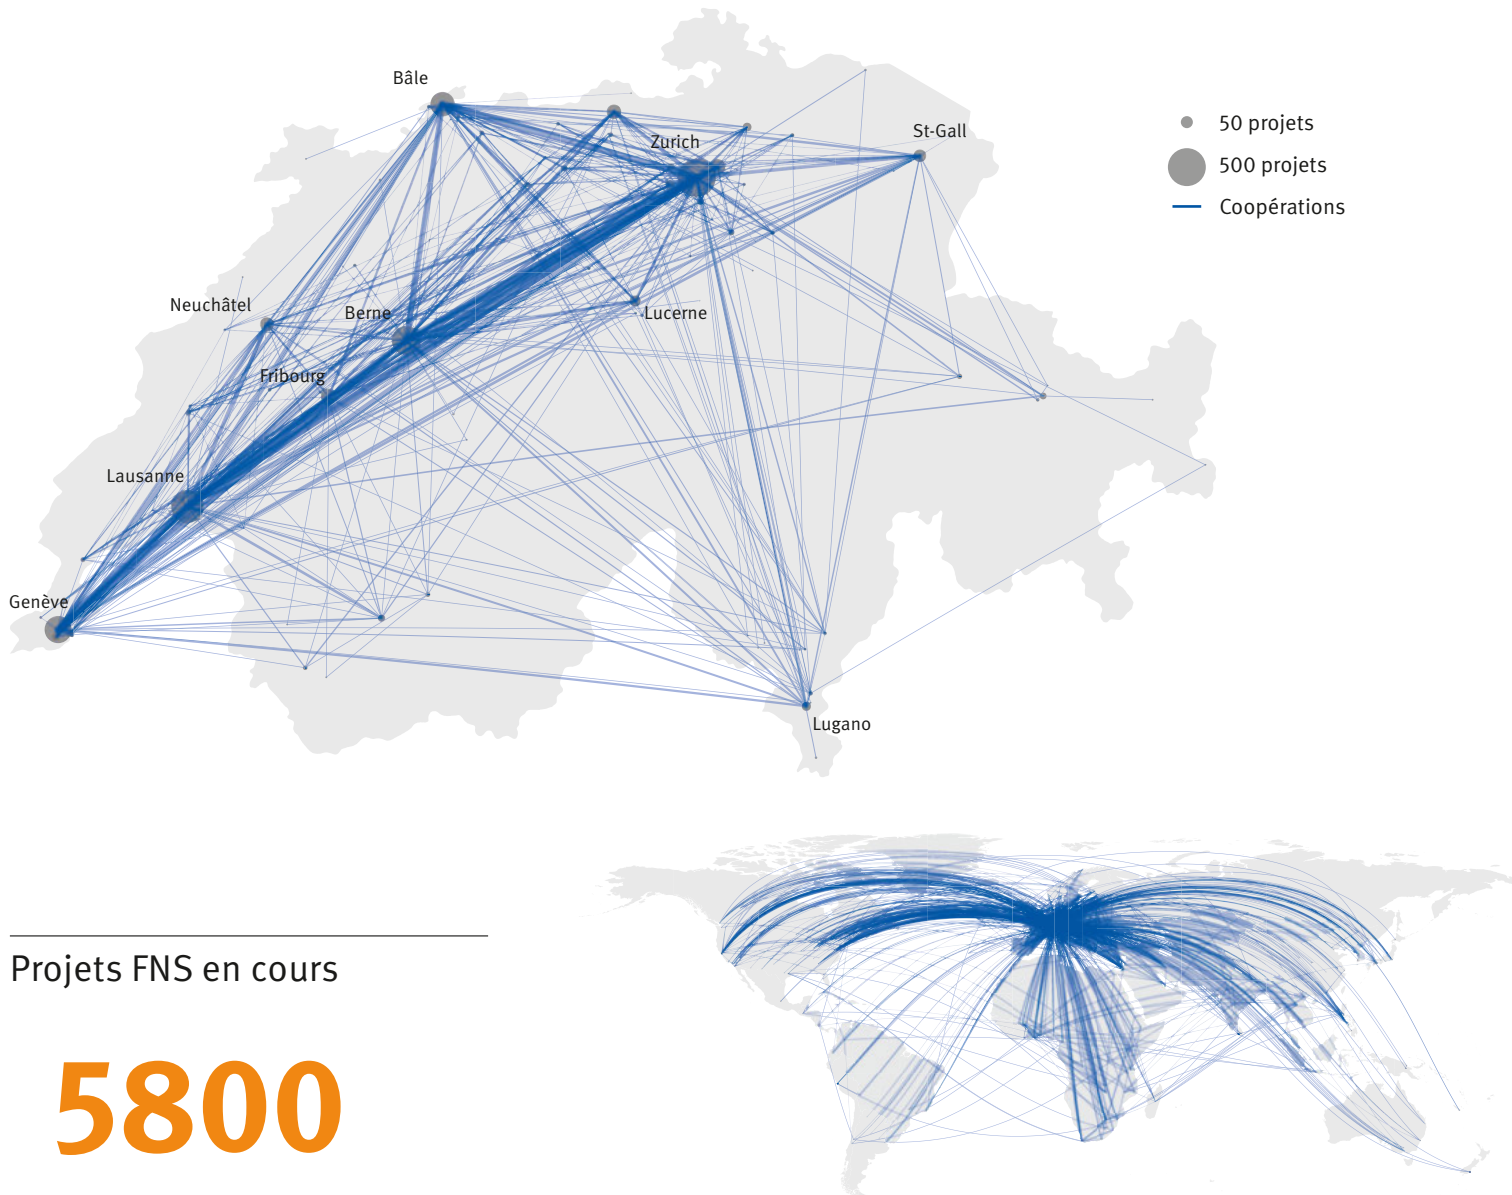 Bâle
Zurich
St-Gall
50 projets
500 projets
Coopérations
Neuchâtel
Berne
Lucerne
Fribourg
Lausanne
Genève
Lugano
Projets FNS en cours
5800